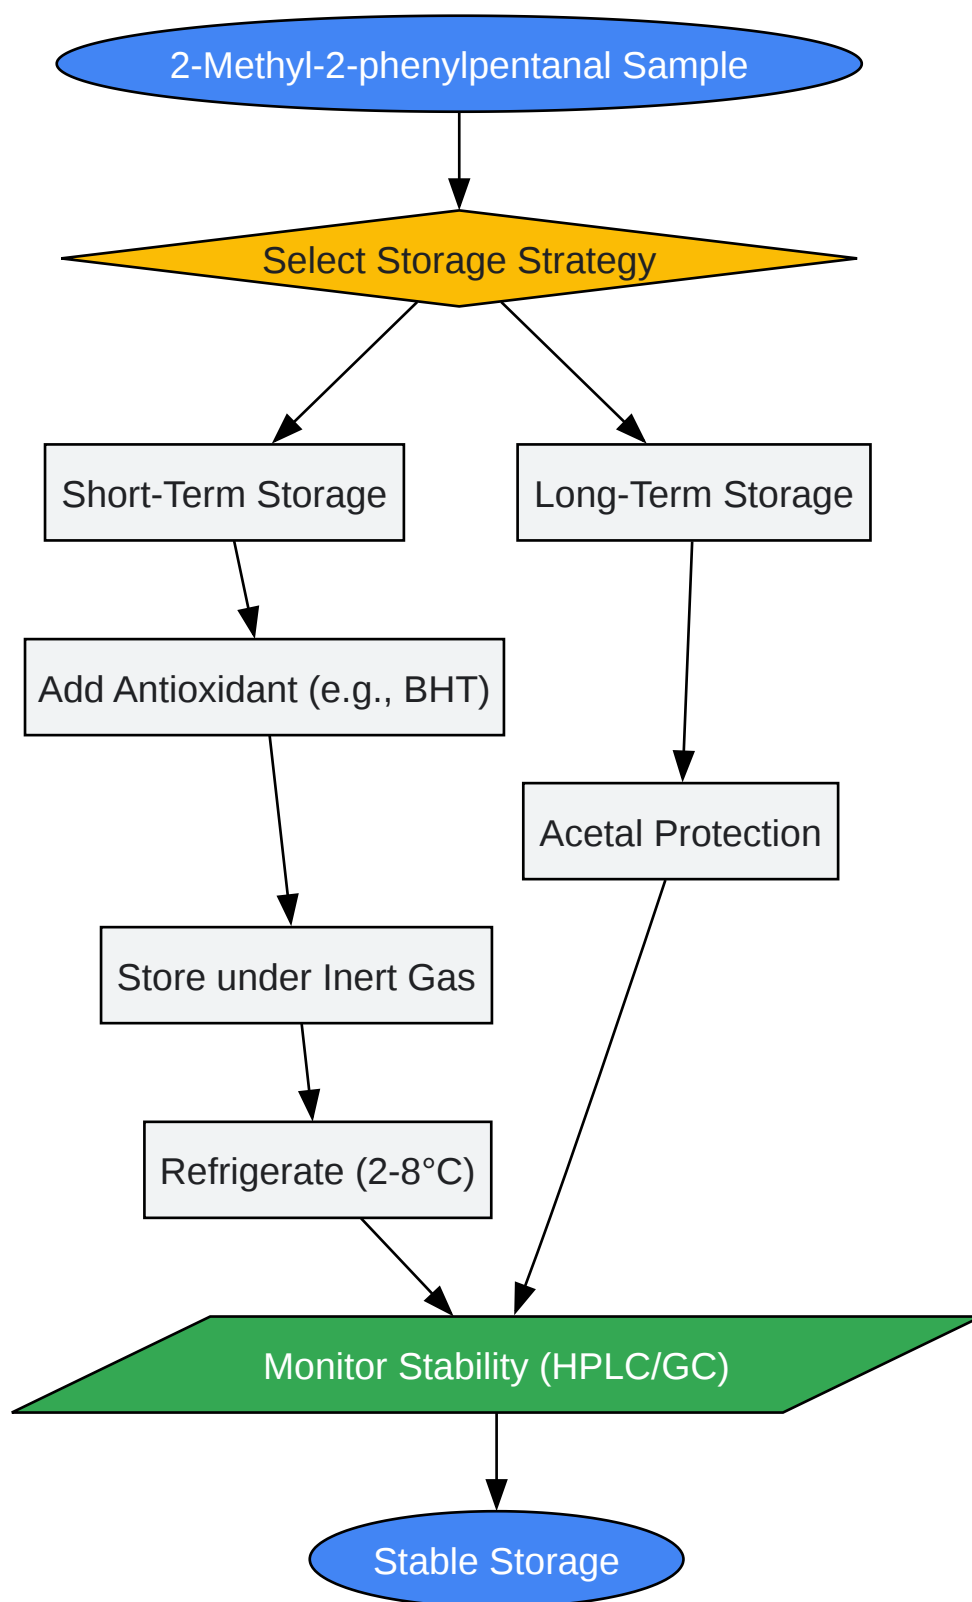 2-Methyl-2-phenylpentanal Sample
Select Storage Strategy
Short-Term Storage
Long-Term Storage
Add Antioxidant (e.g., BHT)
Acetal Protection
Store under Inert Gas
Refrigerate (2-8°C)
Monitor Stability (HPLC/GC)
Stable Storage